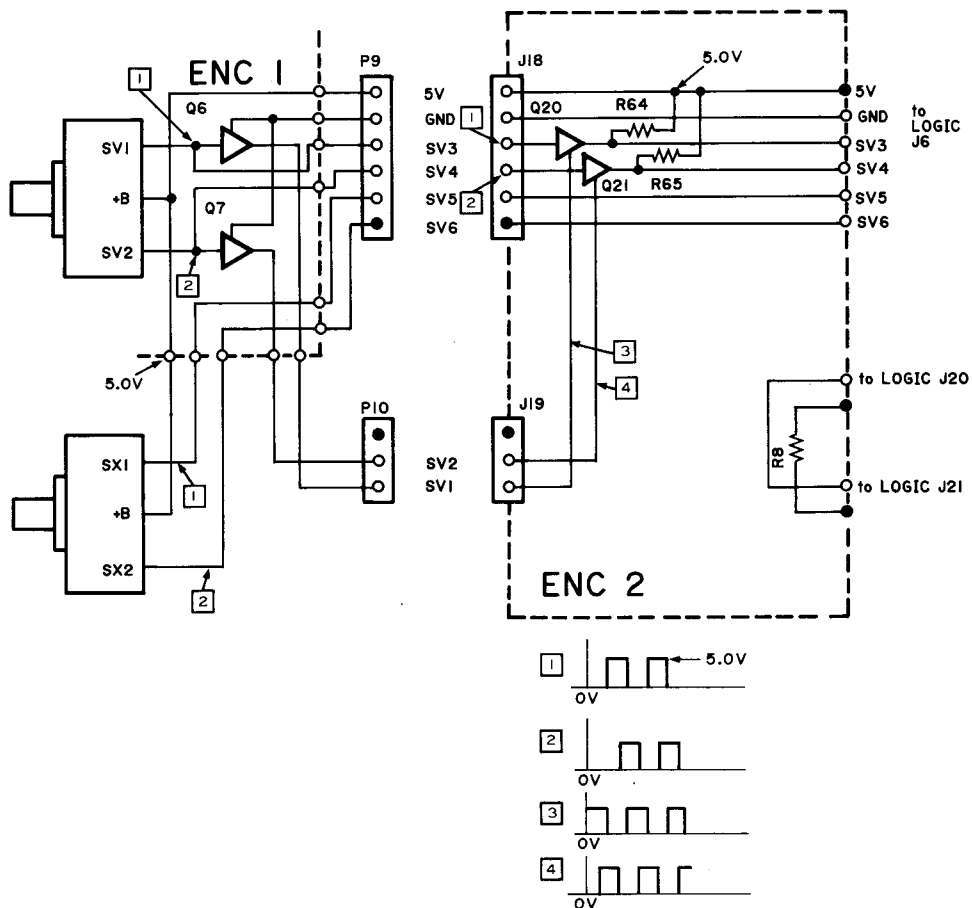 ENC 1
P9
J18
5.0V
1
Q6
5V
Q20
R64
5V
GND
1
GND
to LOGIC J6
SV1
SV3
SV3
SV4
SV4
+B
Q7
SV5
2
Q21
R65
SV5
SV2
SV6
SV6
2
3
5.0V
4
to LOGIC J20
P10
J19
SX1
SV2
R8
1
SV1
to LOGIC J21
+B
SX2
2
ENC 2
1
5.0V
0V
2
0V
3
0V
4
0V